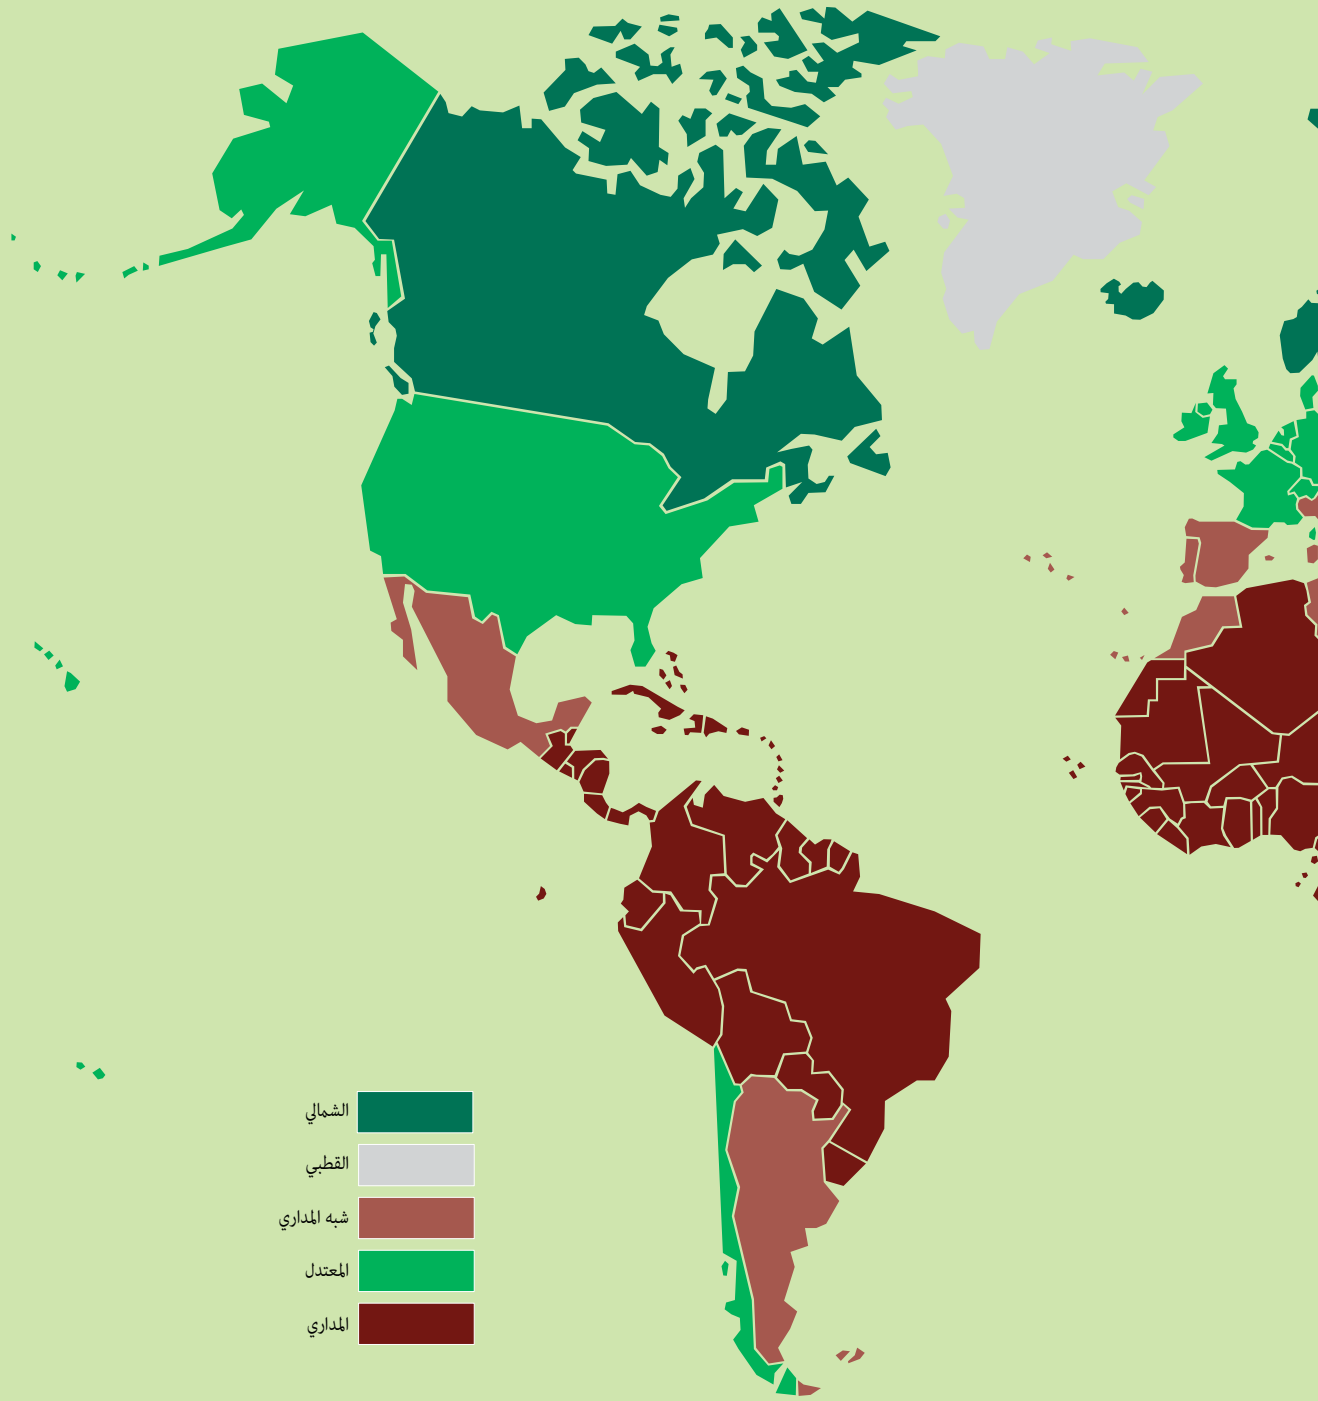 الشمالي
القطبي
شبه المداري
المعتدل
المداري